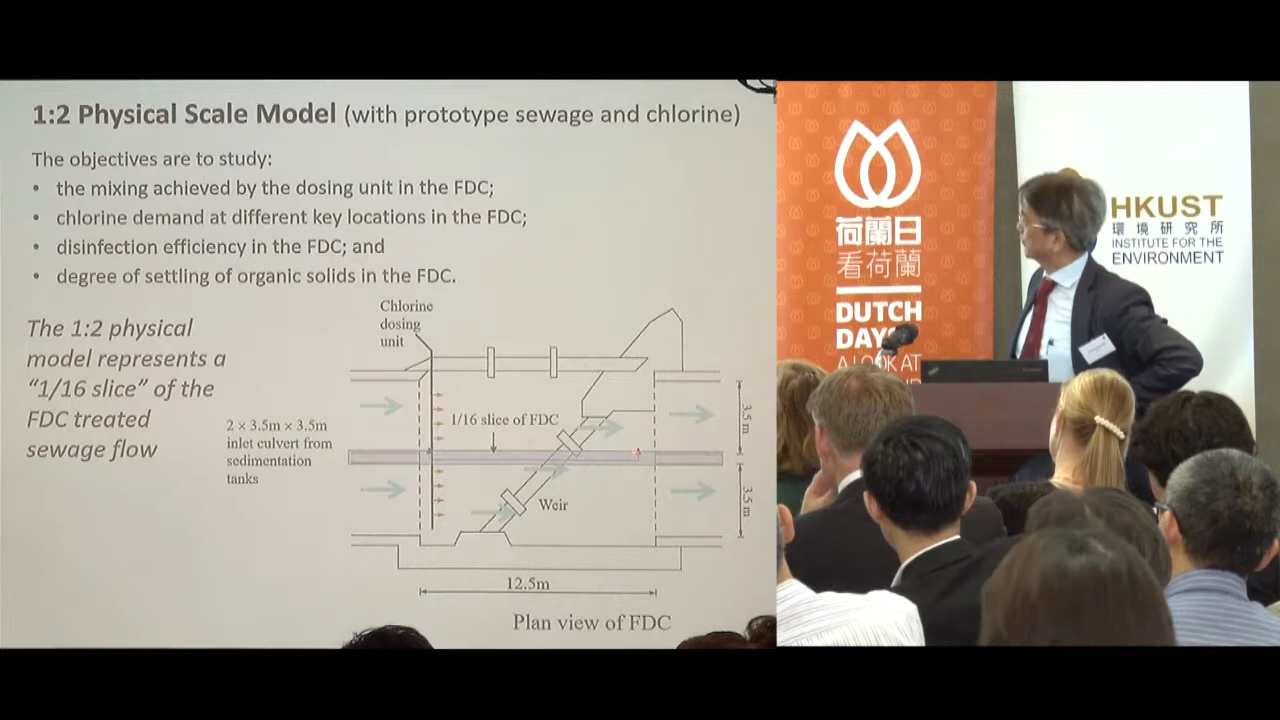 1:2 Physical Scale Model (with prototype sewage and chlorine)
The objectives are to study:
• the mixing achieved by the dosing unit in the FDC;
• chlorine demand at different key locations in the FDC;
• disinfection efficiency in the FDC; and
• degree of settling of organic solids in the FDC.
The 1:2 physical
model represents a
“1/16 slice” of the
FDC treated
sewage flow
Chlorine
dosing
unit
2 × 3.5m × 3.5m
inlet culvert from
sedimentation
tanks
1/16 slice of FDC
Weir
3.5 m
3.5 m
12.5m
Plan view of FDC
荷蘭日
看荷蘭
DUTCH
DAYS
A LOOK AT
HKUST
環境研究所
INSTITUTE FOR THE
ENVIRONMENT